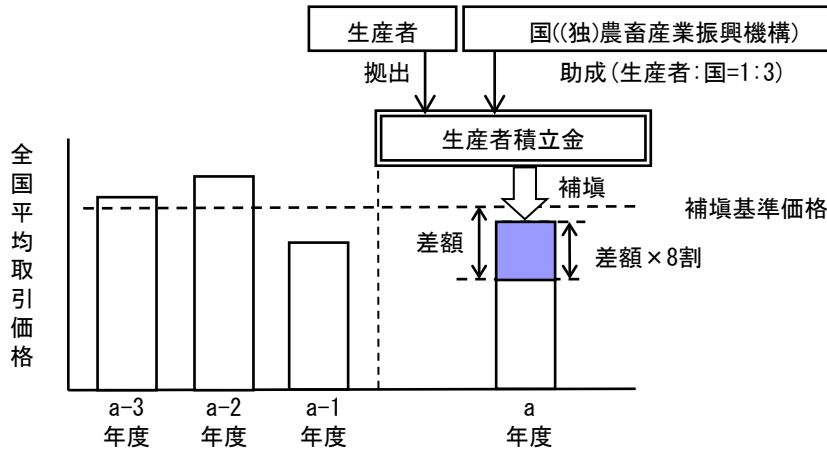 生産者
国((独)農畜産業振興機構)
拠出
助成(生産者:国=1:3)
生産者積立金
全国平均取引価格
補塡
補塡基準価格
差額
差額×8割
a-3
年度
a-2
年度
a-1
年度
a
年度